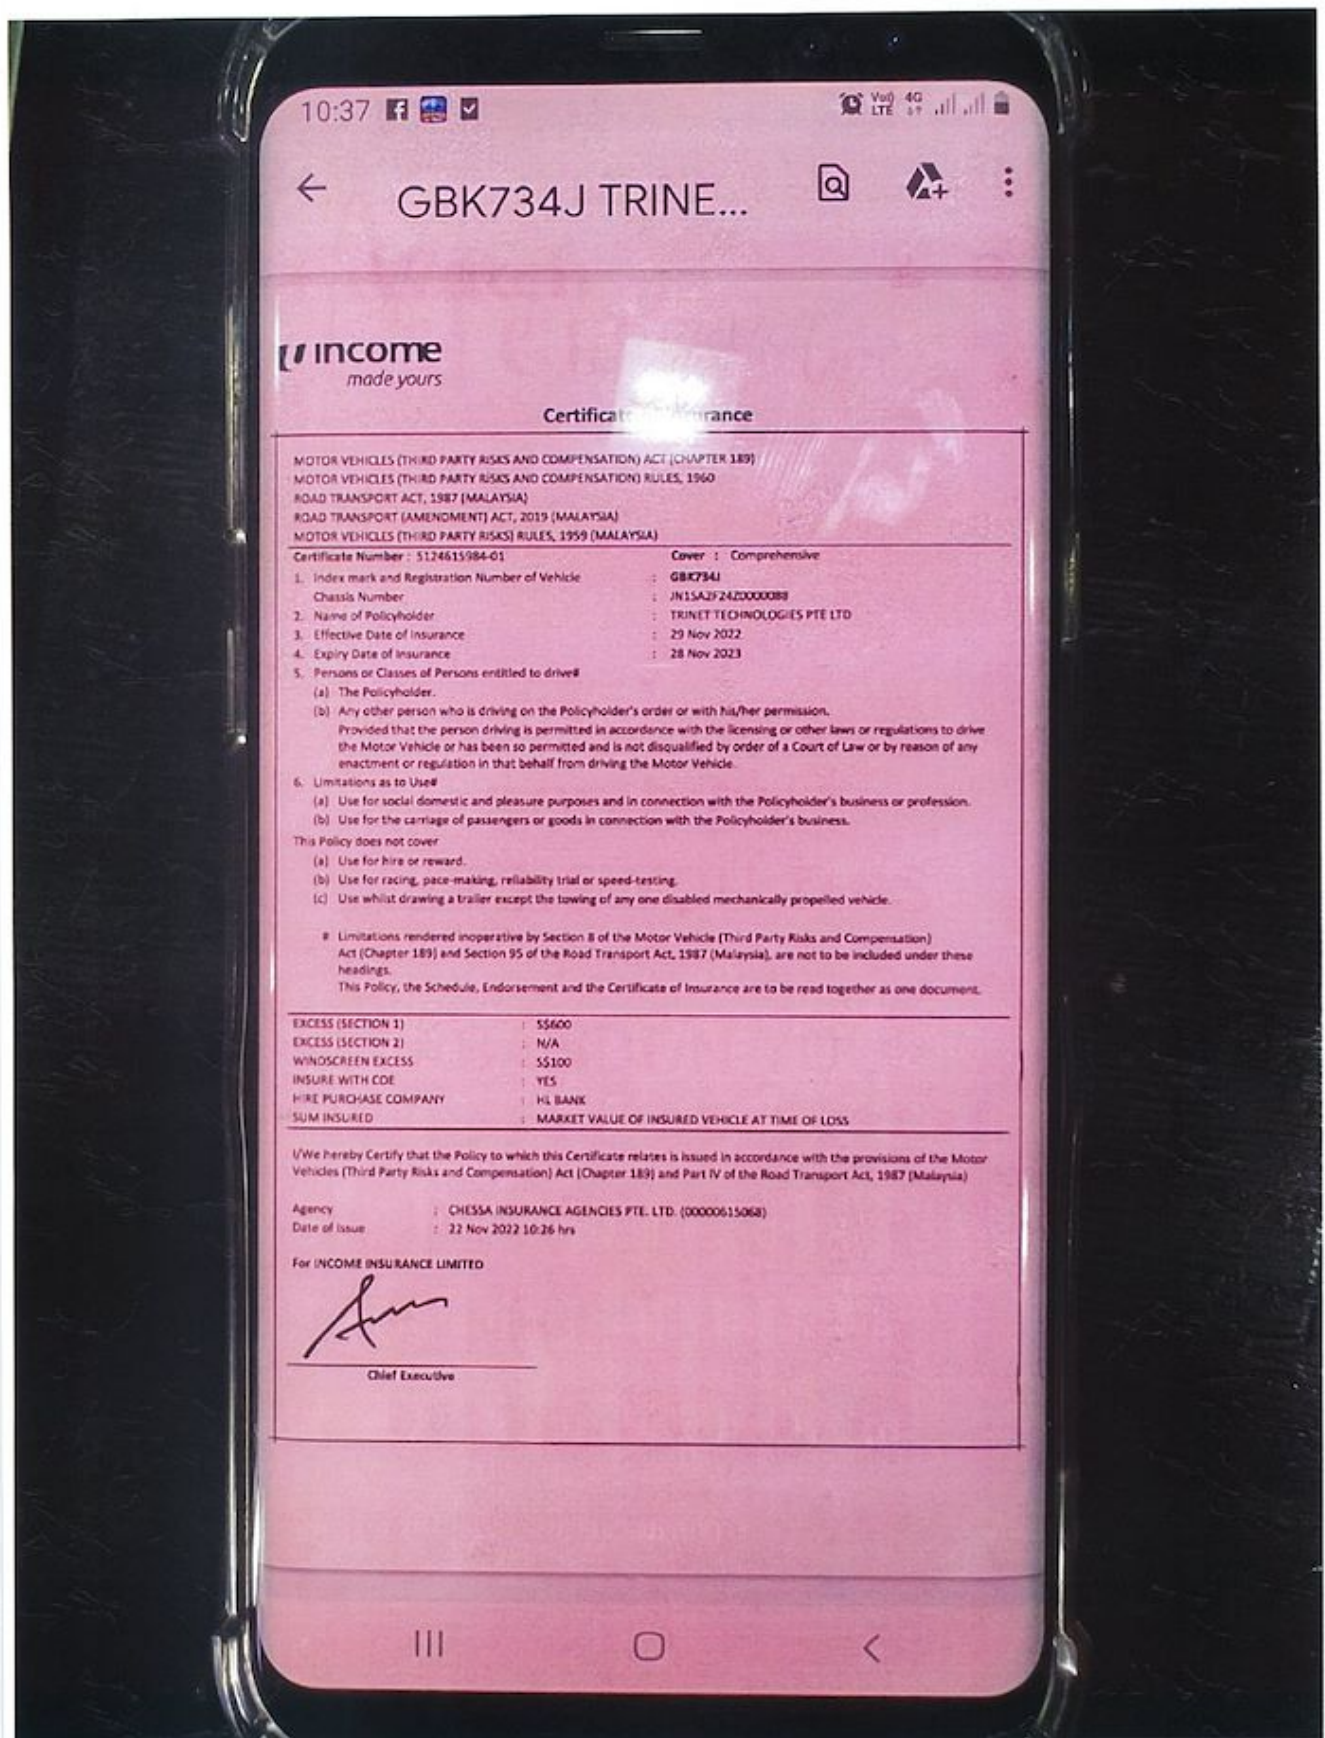 10:37
Vo)) 4G
LTE
GBK734J TRINE...
income
made yours
Certificate Insurance
MOTOR VEHICLES (THIRD PARTY RISKS AND COMPENSATION) ACT (CHAPTER 189)
MOTOR VEHICLES (THIRD PARTY RISKS AND COMPENSATION) RULES, 1960
ROAD TRANSPORT ACT, 1987 (MALAYSIA)
ROAD TRANSPORT (AMENDMENT) ACT, 2019 (MALAYSIA)
MOTOR VEHICLES (THIRD PARTY RISKS) RULES, 1959 (MALAYSIA)
Certificate Number : 5124615984-01 Cover : Comprehensive
1. Index mark and Registration Number of Vehicle : GBK734J
Chassis Number : JN1SA2F24Z0000088
2. Name of Policyholder : TRINET TECHNOLOGIES PTE LTD
3. Effective Date of Insurance : 29 Nov 2022
4. Expiry Date of Insurance : 28 Nov 2023
5. Persons or Classes of Persons entitled to drive#
(a) The Policyholder.
(b) Any other person who is driving on the Policyholder's order or with his/her permission.
Provided that the person driving is permitted in accordance with the licensing or other laws or regulations to drive
the Motor Vehicle or has been so permitted and is not disqualified by order of a Court of Law or by reason of any
enactment or regulation in that behalf from driving the Motor Vehicle.
6. Limitations as to Use#
(a) Use for social domestic and pleasure purposes and in connection with the Policyholder's business or profession.
(b) Use for the carriage of passengers or goods in connection with the Policyholder's business.
This Policy does not cover
(a) Use for hire or reward.
(b) Use for racing, pace-making, reliability trial or speed-testing.
(c) Use whilst drawing a trailer except the towing of any one disabled mechanically propelled vehicle.
# Limitations rendered inoperative by Section 8 of the Motor Vehicle (Third Party Risks and Compensation)
Act (Chapter 189) and Section 95 of the Road Transport Act, 1987 (Malaysia), are not to be included under these
headings.
This Policy, the Schedule, Endorsement and the Certificate of Insurance are to be read together as one document.
EXCESS (SECTION 1) : S$600
EXCESS (SECTION 2) : N/A
WINDSCREEN EXCESS : S$100
INSURE WITH COE : YES
HIRE PURCHASE COMPANY : HL BANK
SUM INSURED : MARKET VALUE OF INSURED VEHICLE AT TIME OF LOSS
I/We hereby Certify that the Policy to which this Certificate relates is issued in accordance with the provisions of the Motor
Vehicles (Third Party Risks and Compensation) Act (Chapter 189) and Part IV of the Road Transport Act, 1987 (Malaysia)
Agency : CHESSA INSURANCE AGENCIES PTE. LTD. (00000615068)
Date of Issue : 22 Nov 2022 10:26 hrs
For INCOME INSURANCE LIMITED
Chief Executive